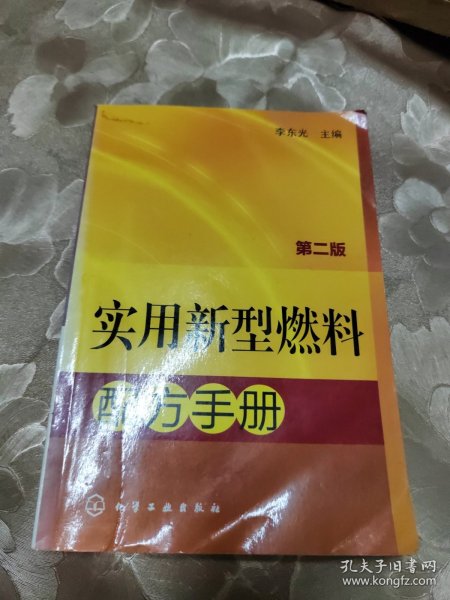 李东光 主编
第二版
实用新型燃料
配方手册
化学工业出版社
孔夫子旧书网
www.kongfz.com